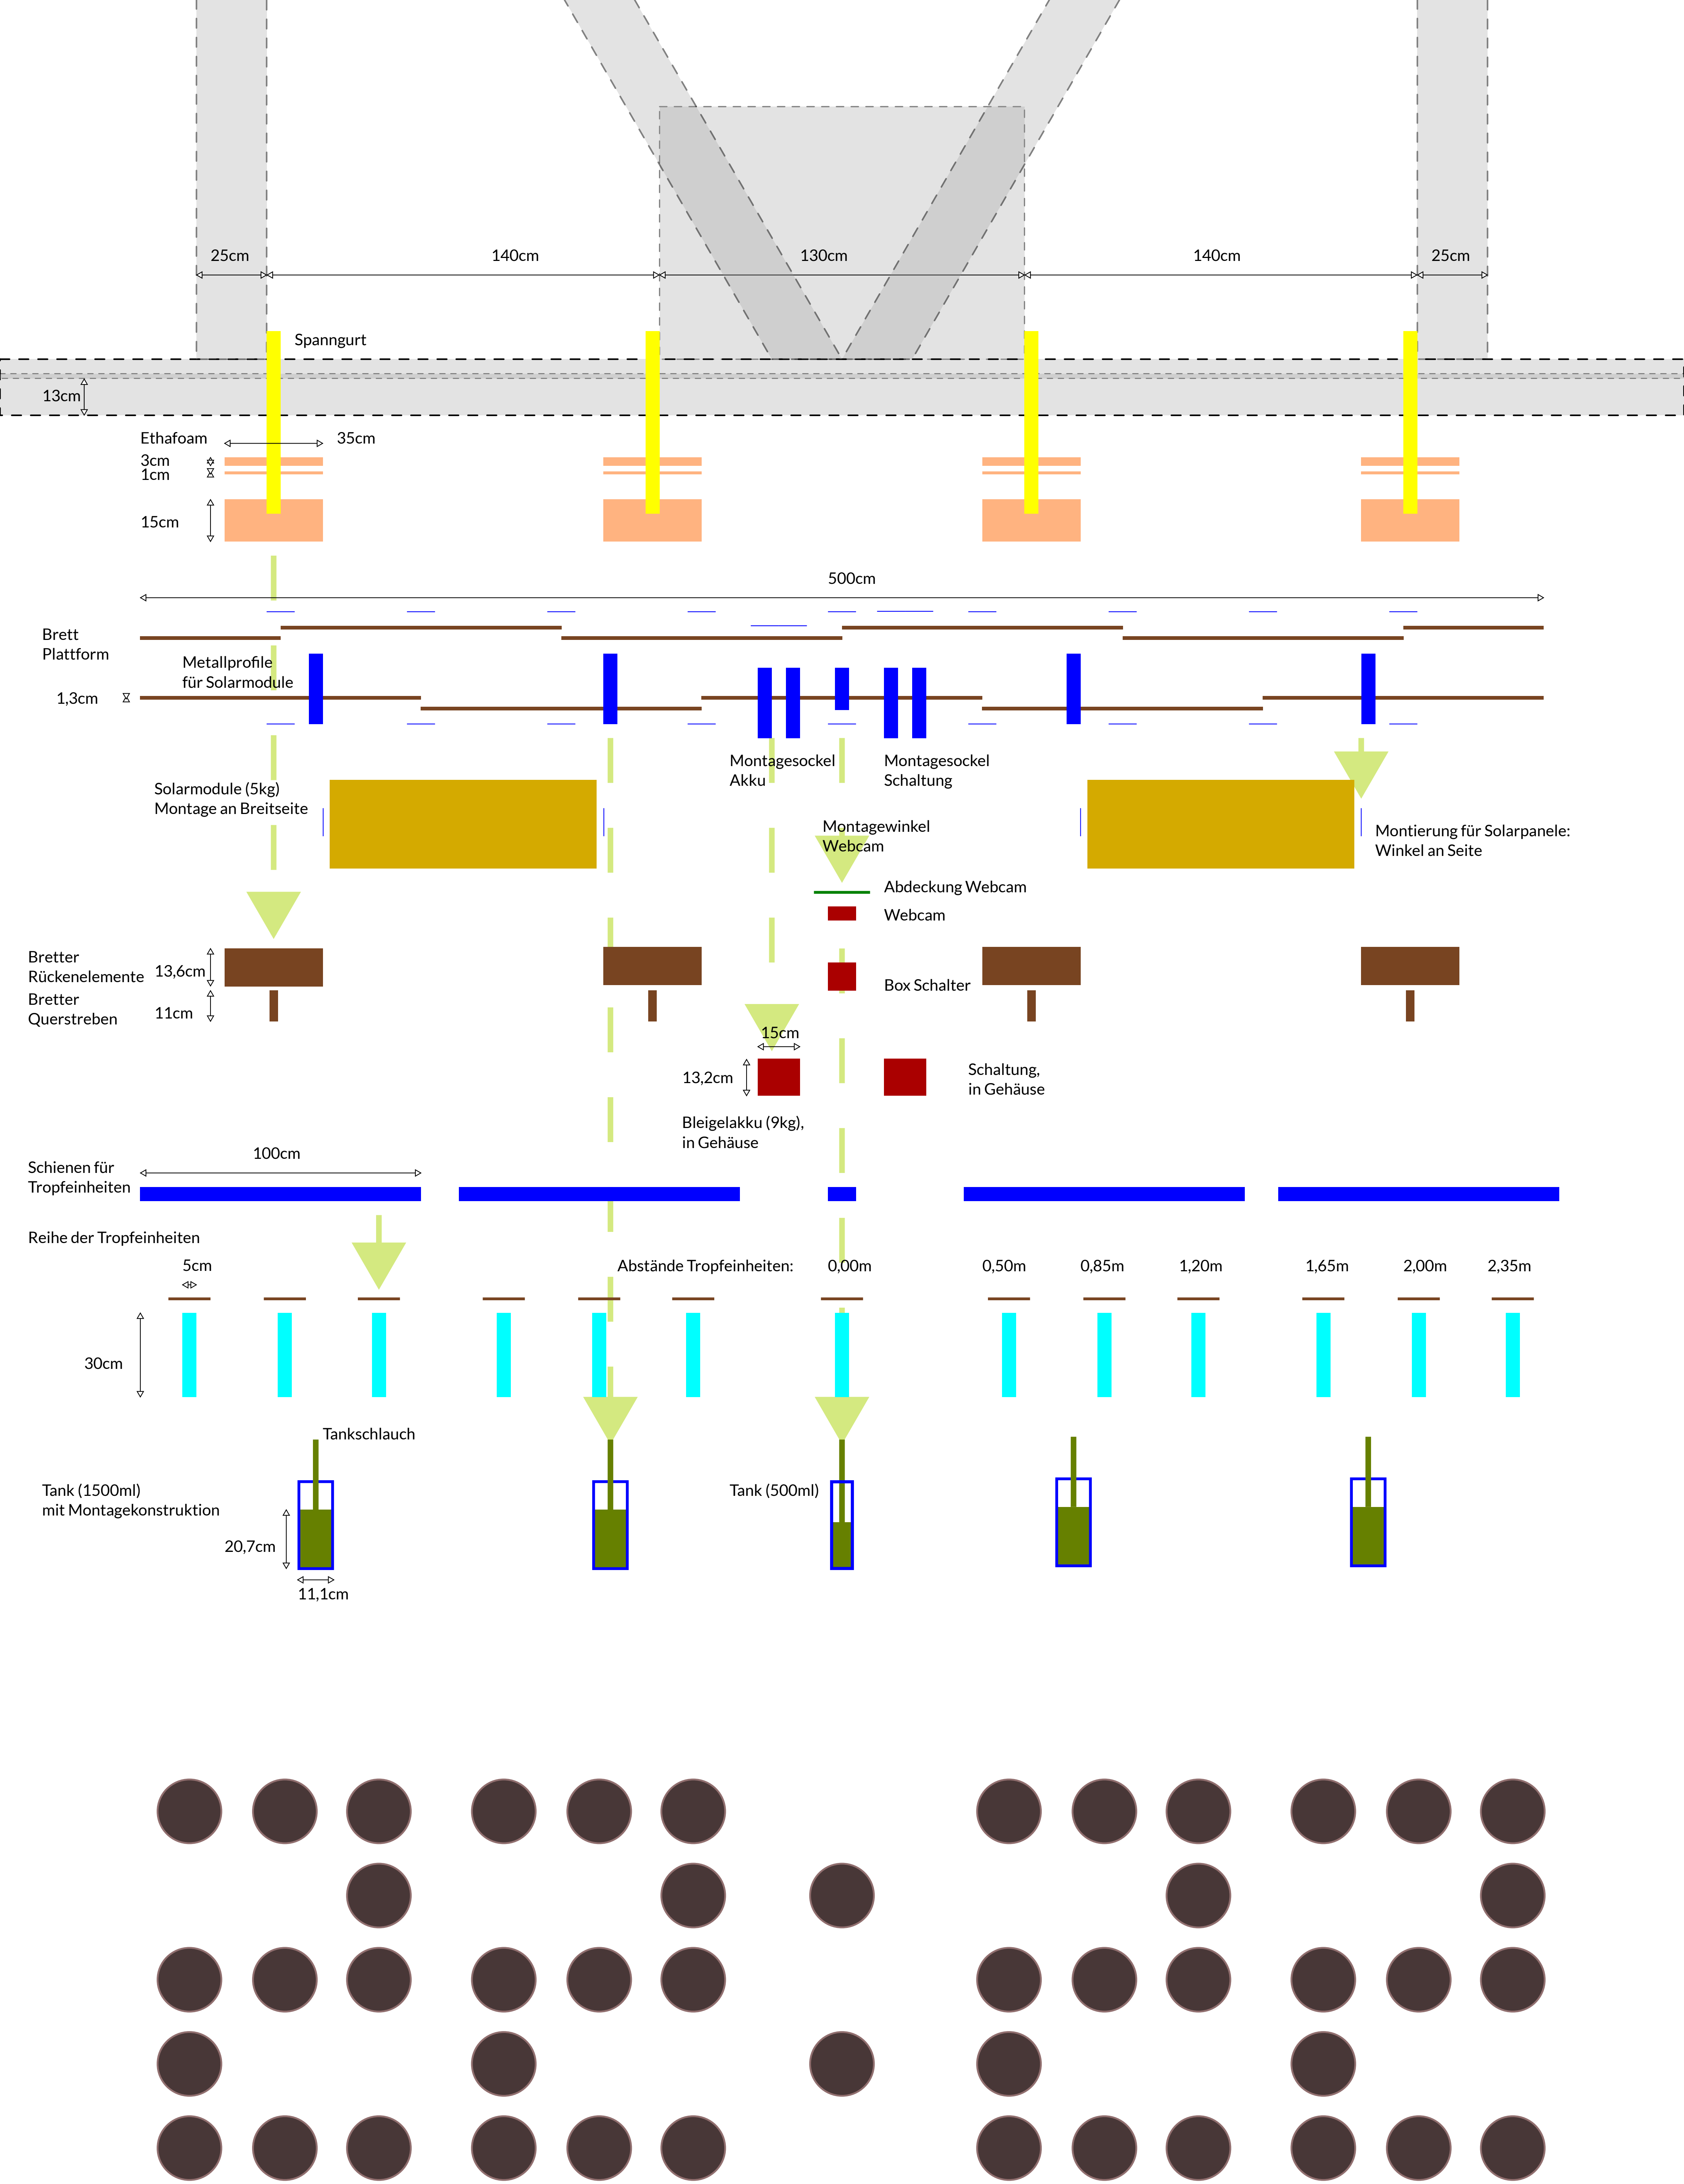 25cm
140cm
130cm
140cm
25cm
Spanngurt
13cm
Ethafoam
35cm
3cm
1cm
15cm
500cm
Brett
Plattform
Metallprofile
für Solarmodule
1,3cm
Montagesockel
Akku
Montagesockel
Schaltung
Solarmodule (5kg)
Montage an Breitseite
Montagewinkel
Webcam
Montierung für Solarpanele:
Winkel an Seite
Abdeckung Webcam
Webcam
Bretter
Rückenelemente
13,6cm
Box Schalter
Bretter
Querstreben
11cm
15cm
13,2cm
Schaltung,
in Gehäuse
Bleigelakku (9kg),
in Gehäuse
100cm
Schienen für
Tropfeinheiten
Reihe der Tropfeinheiten
5cm
Abstände Tropfeinheiten:
0,00m
0,50m
0,85m
1,20m
1,65m
2,00m
2,35m
30cm
Tankschlauch
Tank (1500ml)
mit Montagekonstruktion
Tank (500ml)
20,7cm
11,1cm